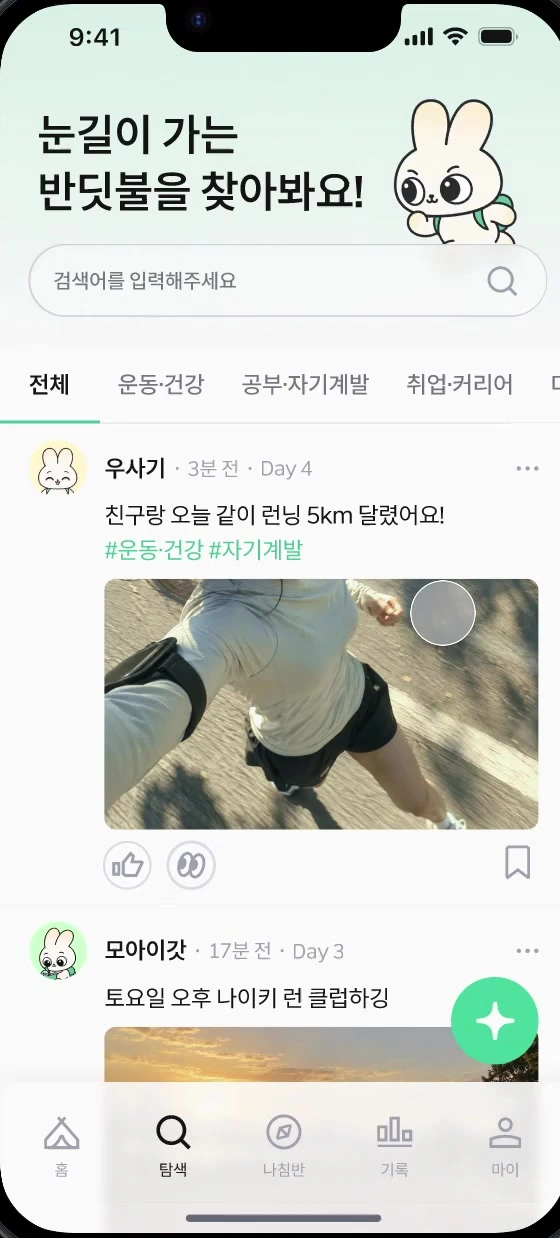 9:41
눈길이 가는
반딧불을 찾아봐요!
검색어를 입력해주세요
전체 운동·건강 공부·자기계발 취업·커리어
우사기 · 3분 전 · Day 4
친구랑 오늘 같이 런닝 5km 달렸어요!
#운동·건강 #자기계발
모아이갓 · 17분 전 · Day 3
토요일 오후 나이키 런 클럽하깅
홈 탐색 나침반 기록 마이